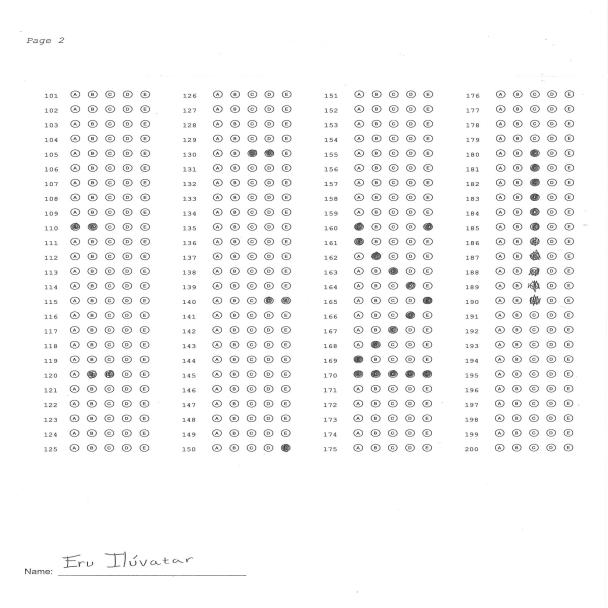 Page 2
101 A B C D E 126 A B C D E 151 A B C D E 176 A B C D E
102 A B C D E 127 A B C D E 152 A B C D E 177 A B C D E
103 A B C D E 128 A B C D E 153 A B C D E 178 A B C D E
104 A B C D E 129 A B C D E 154 A B C D E 179 A B C D E
105 A B C D E 130 A B E 155 A B C D E 180 A B D E
106 A B C D E 131 A B C D E 156 A B C D E 181 A B D E
107 A B C D E 132 A B C D E 157 A B C D E 182 A B D E
108 A B C D E 133 A B C D E 158 A B C D E 183 A B D E
109 A B C D E 134 A B C D E 159 A B C D E 184 A B D E
110 C D E 135 A B C D E 160 B C D 185 A B D E
111 A B C D E 136 A B C D E 161 B C D E 186 A B D E
112 A B C D E 137 A B C D E 162 A C D E 187 A B D E
113 A B C D E 138 A B C D E 163 A B D E 188 A B D E
114 A B C D E 139 A B C D E 164 A B C E 189 A B D E
115 A B C D E 140 A B C 165 A B C D 190 A B D E
116 A B C D E 141 A B C D E 166 A B C E 191 A B C D E
117 A B C D E 142 A B C D E 167 A B D E 192 A B C D E
118 A B C D E 143 A B C D E 168 A C D E 193 A B C D E
119 A B C D E 144 A B C D E 169 B C D E 194 A B C D E
120 A D E 145 A B C D E 170 195 A B C D E
121 A B C D E 146 A B C D E 171 A B C D E 196 A B C D E
122 A B C D E 147 A B C D E 172 A B C D E 197 A B C D E
123 A B C D E 148 A B C D E 173 A B C D E 198 A B C D E
124 A B C D E 149 A B C D E 174 A B C D E 199 A B C D E
125 A B C D E 150 A B C D 175 A B C D E 200 A B C D E
Name: Eru Ilúvatar